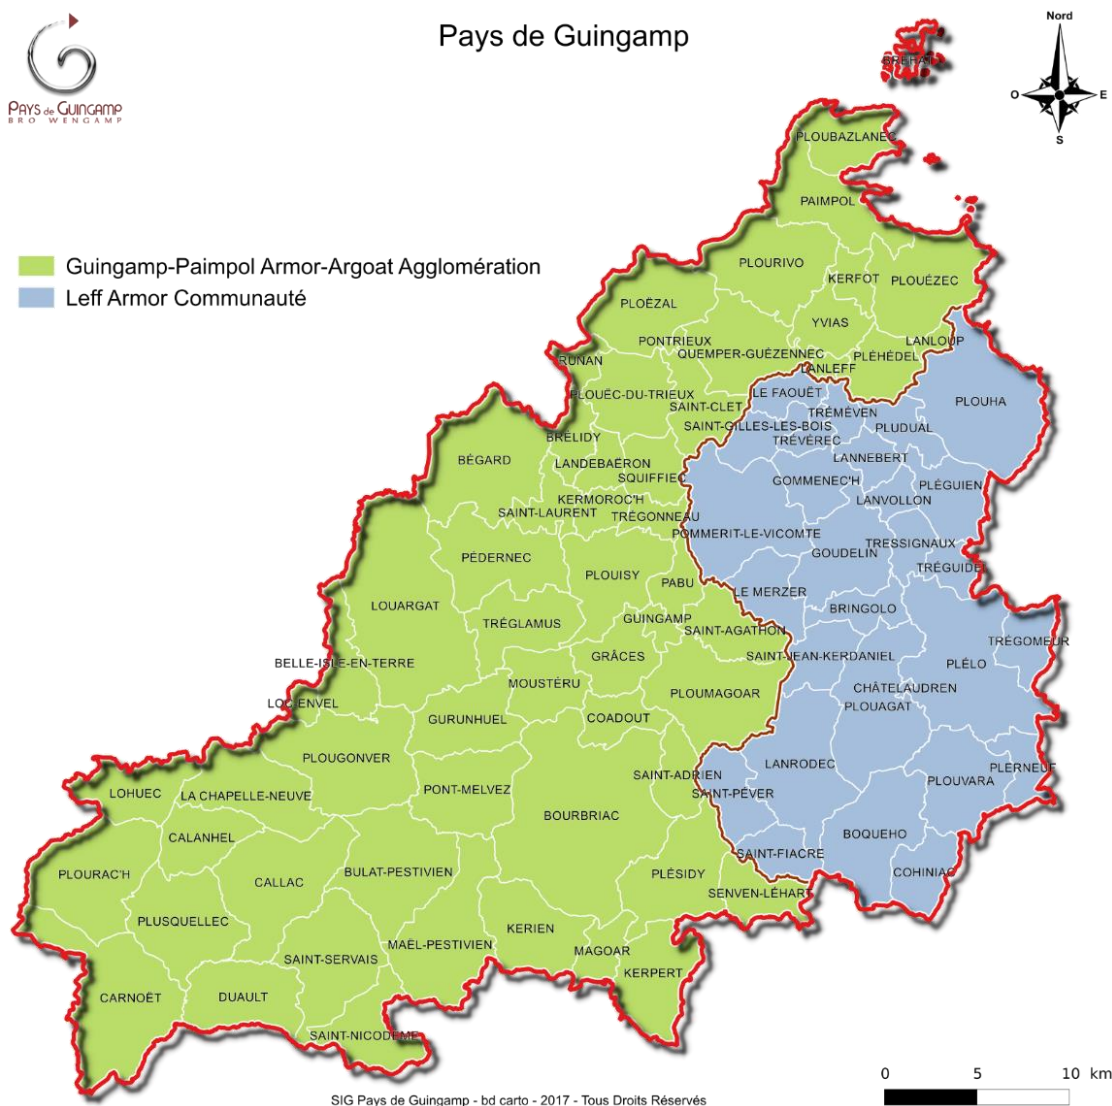 Pays de Guingamp
PAYS de GUINGAMP
BRO WENGAMP
Nord
O
E
S
Guingamp-Paimpol Armor-Argoat Agglomération
Leff Armor Communauté
BRÉHAT
PLOUBAZLANEC
PAIMPOL
PLOURIVO
KERFOT
PLOUÉZEC
PLOËZAL
YVIAS
PONTRIEUX
LANLOUP
QUEMPER-GUÉZENNEC
PLÉHÉDEL
RUNAN
LANLEFF
PLOUËC-DU-TRIEUX
LE FAOUËT
PLOUHA
SAINT-CLET
TRÉMÉVEN
SAINT-GILLES-LES-BOIS
PLUDUAL
BRÉLIDY
TRÉVÉREC
BÉGARD
LANDEBAËRON
LANNEBERT
SQUIFFIEC
GOMMENEC'H
PLÉGUIEN
KERMOROC'H
LANVOLLON
SAINT-LAURENT
TRÉGONNEAU
POMMERIT-LE-VICOMTE
TRESSIGNAUX
PÉDERNEC
GOUDELIN
TRÉGUIDEL
PLOUISY
PABU
LE MERZER
LOUARGAT
BRINGOLO
TRÉGLAMUS
GUINGAMP
SAINT-AGATHON
TRÉGOMEUR
BELLE-ISLE-EN-TERRE
GRÂCES
SAINT-JEAN-KERDANIEL
PLÉLO
MOUSTÉRU
PLOUMAGOAR
CHÂTELAUDREN
LOC-ENVEL
PLOUAGAT
GURUNHUEL
COADOUT
PLOUGONVER
LANRODEC
PLERNEUF
SAINT-ADRIEN
PLOUVARA
LOHUEC
LA CHAPELLE-NEUVE
PONT-MELVEZ
SAINT-PÉVER
BOURBRIAC
CALANHEL
BOQUEHO
SAINT-FIACRE
PLOURAC'H
CALLAC
BULAT-PESTIVIEN
PLÉSIDY
COHINIAC
SENVEN-LÉHART
PLUSQUELLEC
KERIEN
MAËL-PESTIVIEN
MAGOAR
SAINT-SERVAIS
KERPERT
CARNOËT
DUAULT
SAINT-NICODÈME
0 5 10 km
SIG Pays de Guingamp - bd carto - 2017 - Tous Droits Réservés